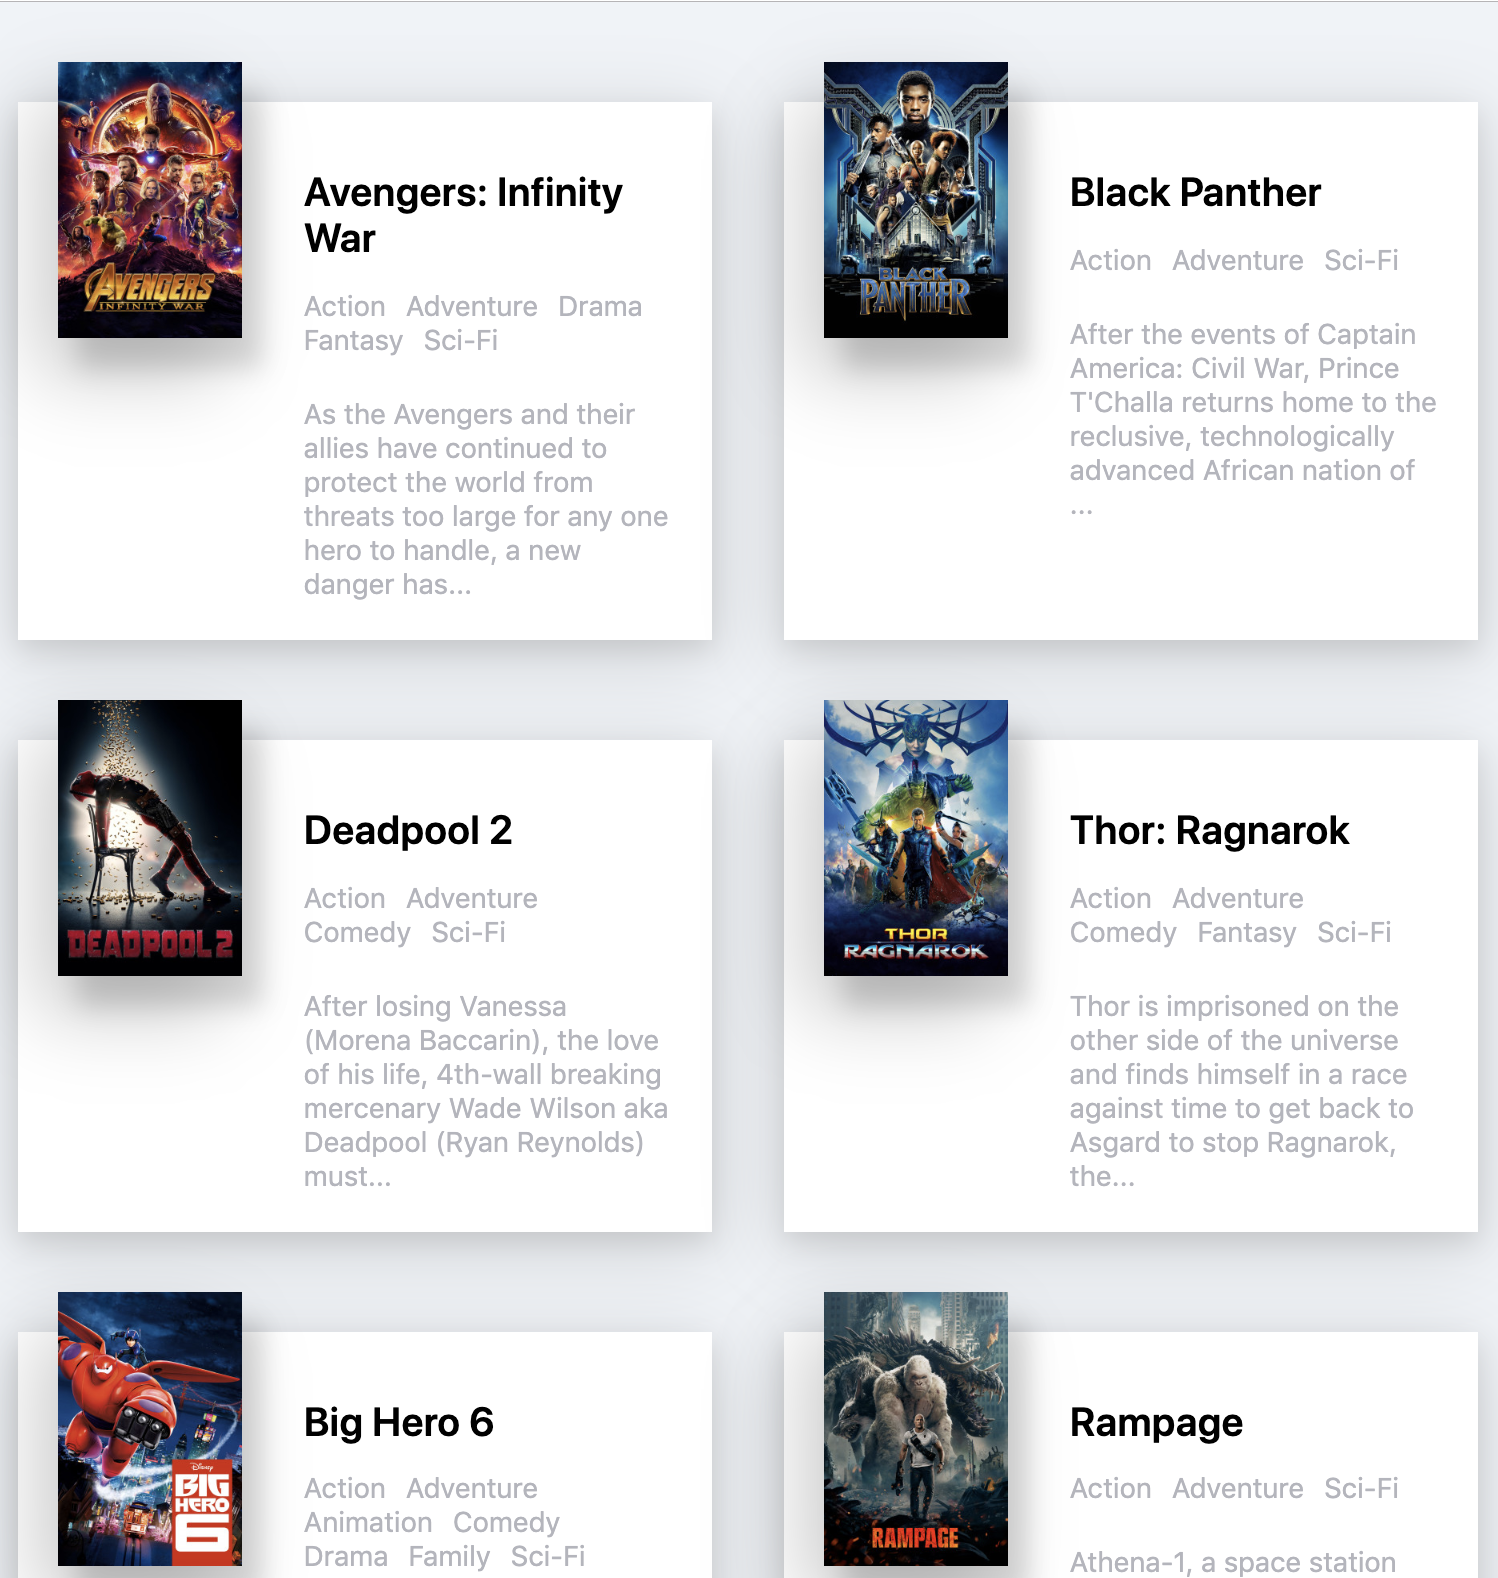 AVENGERS
INFINITY WAR
Avengers: Infinity
War
Action Adventure Drama
Fantasy Sci-Fi
As the Avengers and their
allies have continued to
protect the world from
threats too large for any one
hero to handle, a new
danger has...
BLACK
PANTHER
Black Panther
Action Adventure Sci-Fi
After the events of Captain
America: Civil War, Prince
T'Challa returns home to the
reclusive, technologically
advanced African nation of
...
DEADPOOL 2
Deadpool 2
Action Adventure
Comedy Sci-Fi
After losing Vanessa
(Morena Baccarin), the love
of his life, 4th-wall breaking
mercenary Wade Wilson aka
Deadpool (Ryan Reynolds)
must...
THOR
RAGNAROK
Thor: Ragnarok
Action Adventure
Comedy Fantasy Sci-Fi
Thor is imprisoned on the
other side of the universe
and finds himself in a race
against time to get back to
Asgard to stop Ragnarok,
the...
Disney
BIG
HERO
6
Big Hero 6
Action Adventure
Animation Comedy
Drama Family Sci-Fi
RAMPAGE
Rampage
Action Adventure Sci-Fi
Athena-1, a space station